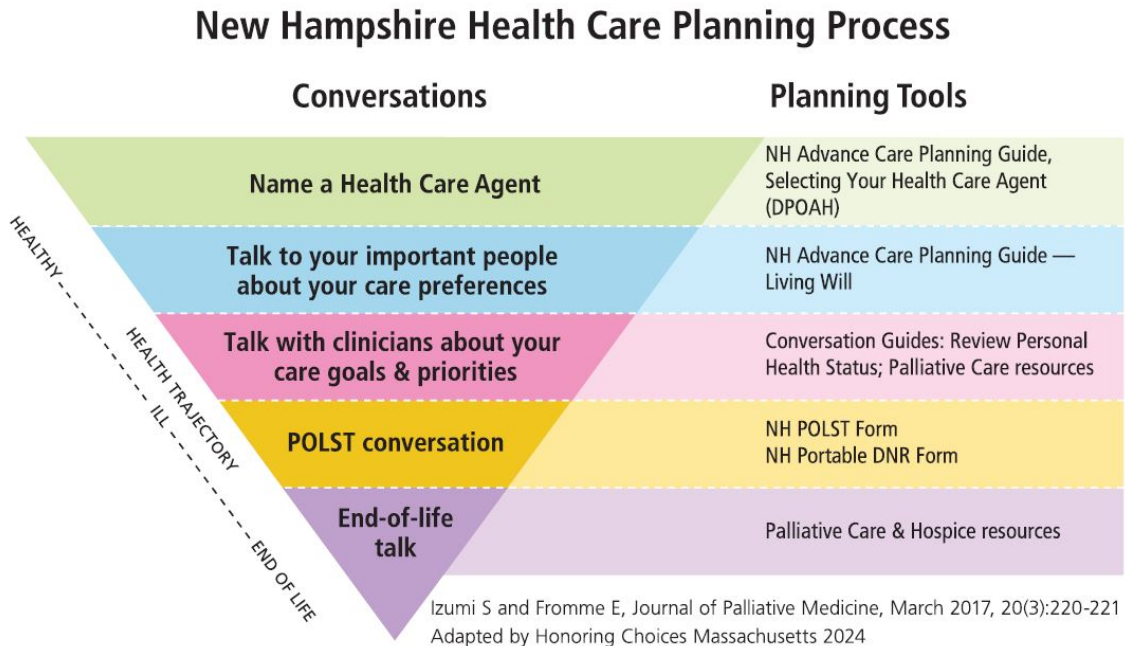 New Hampshire Health Care Planning Process
Conversations
Planning Tools
Name a Health Care Agent
NH Advance Care Planning Guide,
Selecting Your Health Care Agent
(DPOAH)
Talk to your important people
about your care preferences
NH Advance Care Planning Guide —
Living Will
Talk with clinicians about your
care goals & priorities
Conversation Guides: Review Personal
Health Status; Palliative Care resources
POLST conversation
NH POLST Form
NH Portable DNR Form
End-of-life
talk
Palliative Care & Hospice resources
HEALTHY
ILL
END OF LIFE
HEALTH TRAJECTORY
Izumi S and Fromme E, Journal of Palliative Medicine, March 2017, 20(3):220-221
Adapted by Honoring Choices Massachusetts 2024